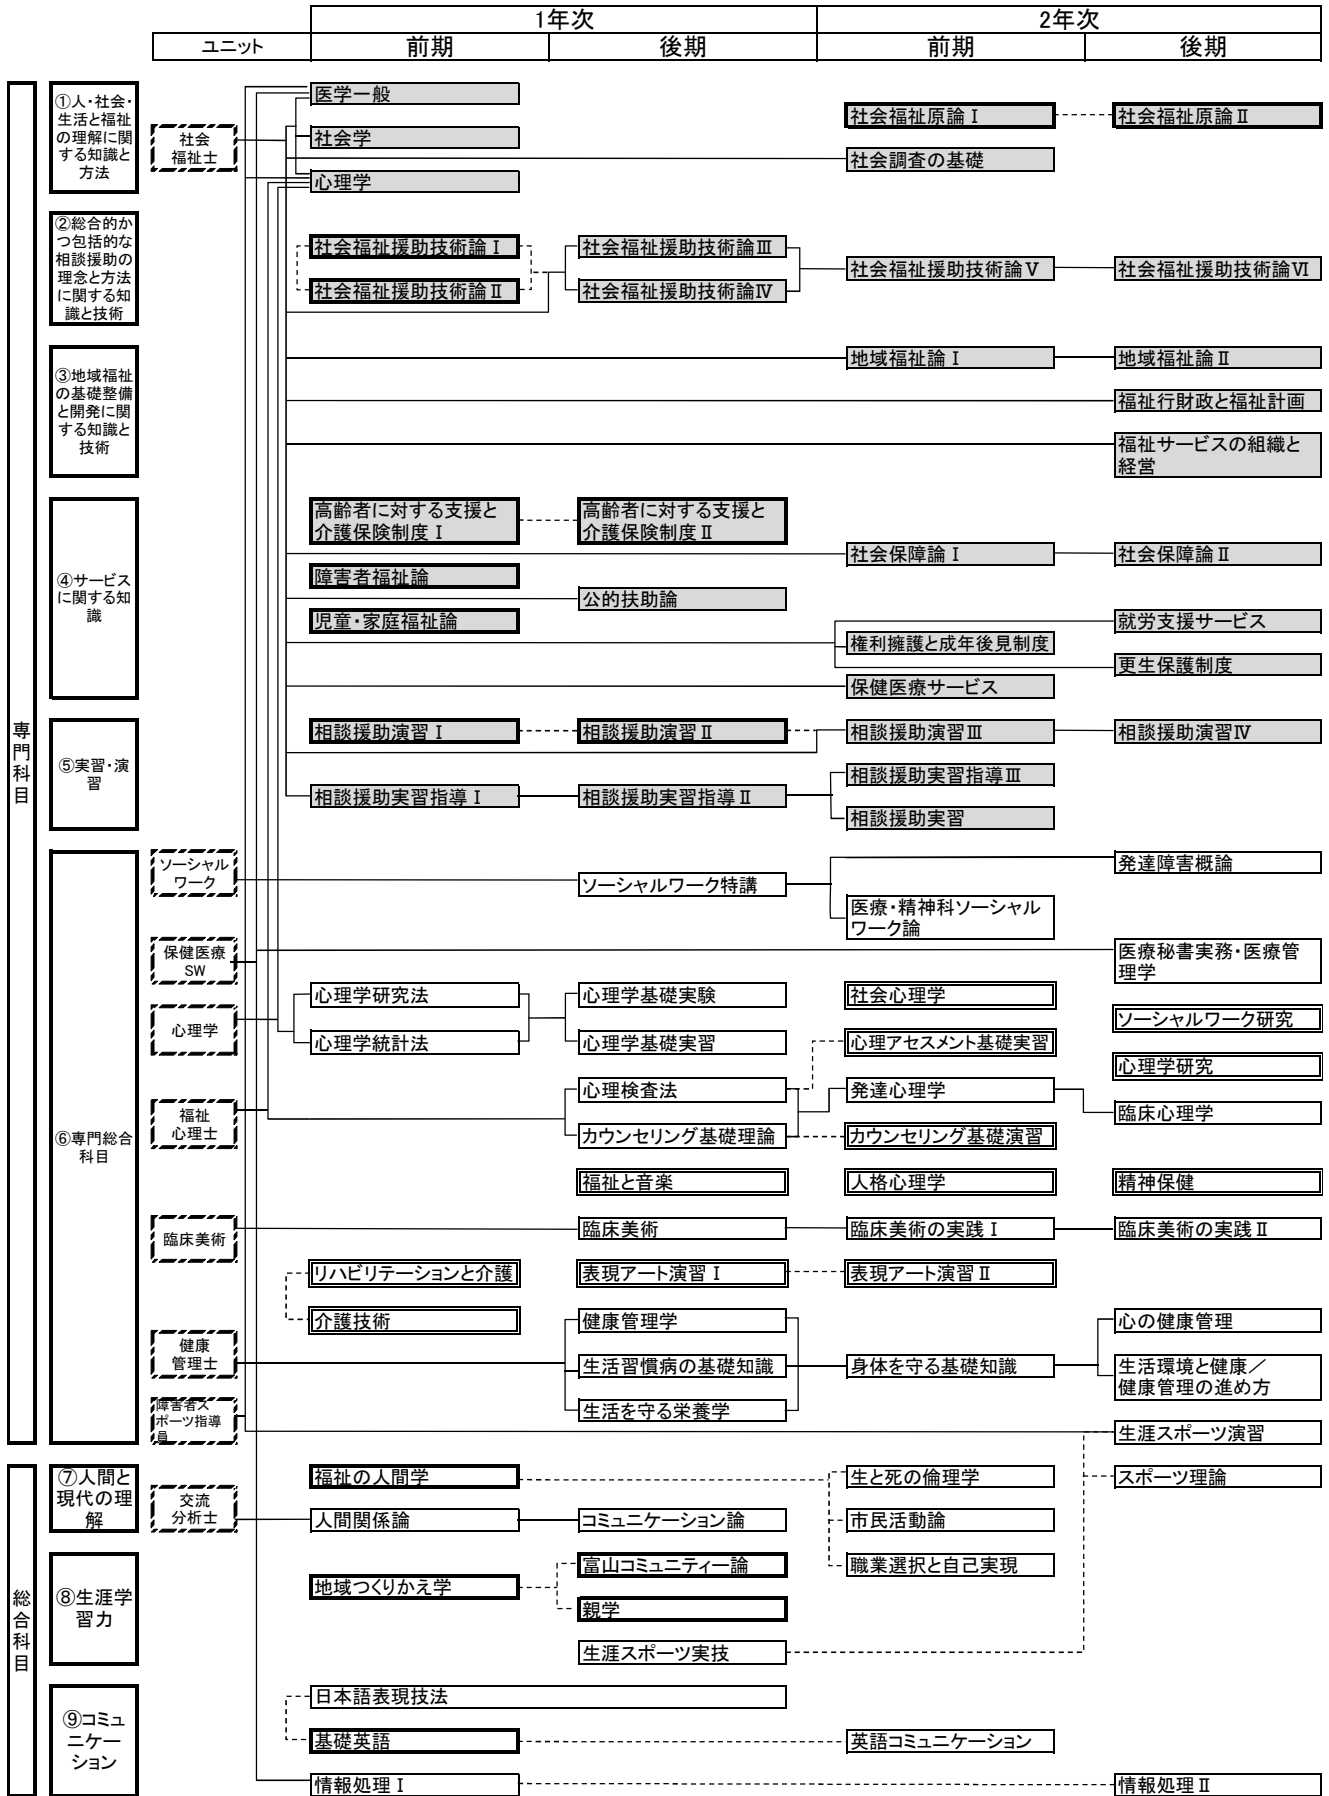 1年次
2年次
ユニット
前期
後期
前期
後期
専門科目
①人・社会・
生活と福祉
の理解に関
する知識と
方法
社会
福祉士
医学一般
社会学
心理学
社会福祉原論Ⅰ
社会福祉原論Ⅱ
社会調査の基礎
②総合的か
つ包括的な
相談援助の
理念と方法
に関する知
識と技術
社会福祉援助技術論Ⅰ
社会福祉援助技術論Ⅱ
社会福祉援助技術論Ⅲ
社会福祉援助技術論Ⅳ
社会福祉援助技術論Ⅴ
社会福祉援助技術論Ⅵ
③地域福祉
の基礎整備
と開発に関
する知識と
技術
地域福祉論Ⅰ
地域福祉論Ⅱ
福祉行財政と福祉計画
福祉サービスの組織と
経営
④サービス
に関する知
識
高齢者に対する支援と
介護保険制度Ⅰ
高齢者に対する支援と
介護保険制度Ⅱ
社会保障論Ⅰ
社会保障論Ⅱ
障害者福祉論
公的扶助論
児童・家庭福祉論
就労支援サービス
権利擁護と成年後見制度
更生保護制度
保健医療サービス
⑤実習・演
習
相談援助演習Ⅰ
相談援助演習Ⅱ
相談援助演習Ⅲ
相談援助演習Ⅳ
相談援助実習指導Ⅰ
相談援助実習指導Ⅱ
相談援助実習指導Ⅲ
相談援助実習
⑥専門総合
科目
ソーシャル
ワーク
ソーシャルワーク特講
発達障害概論
医療・精神科ソーシャル
ワーク論
保健医療
SW
医療秘書実務・医療管
理学
心理学
心理学研究法
心理学統計法
心理学基礎実験
心理学基礎実習
社会心理学
心理アセスメント基礎実習
ソーシャルワーク研究
心理学研究
福祉
心理士
心理検査法
カウンセリング基礎理論
発達心理学
カウンセリング基礎演習
臨床心理学
福祉と音楽
人格心理学
精神保健
臨床美術
臨床美術
臨床美術の実践Ⅰ
臨床美術の実践Ⅱ
リハビリテーションと介護
表現アート演習Ⅰ
表現アート演習Ⅱ
介護技術
健康
管理士
健康管理学
生活習慣病の基礎知識
生活を守る栄養学
身体を守る基礎知識
心の健康管理
生活環境と健康／
健康管理の進め方
障害者ス
ポーツ指導
員
生涯スポーツ演習
総合科目
⑦人間と
現代の理
解
交流
分析士
福祉の人間学
人間関係論
コミュニケーション論
生と死の倫理学
市民活動論
職業選択と自己実現
スポーツ理論
⑧生涯学
習力
地域つくりかえ学
富山コミュニティー論
親学
生涯スポーツ実技
⑨コミュ
ニケー
ション
日本語表現技法
基礎英語
英語コミュニケーション
情報処理Ⅰ
情報処理Ⅱ